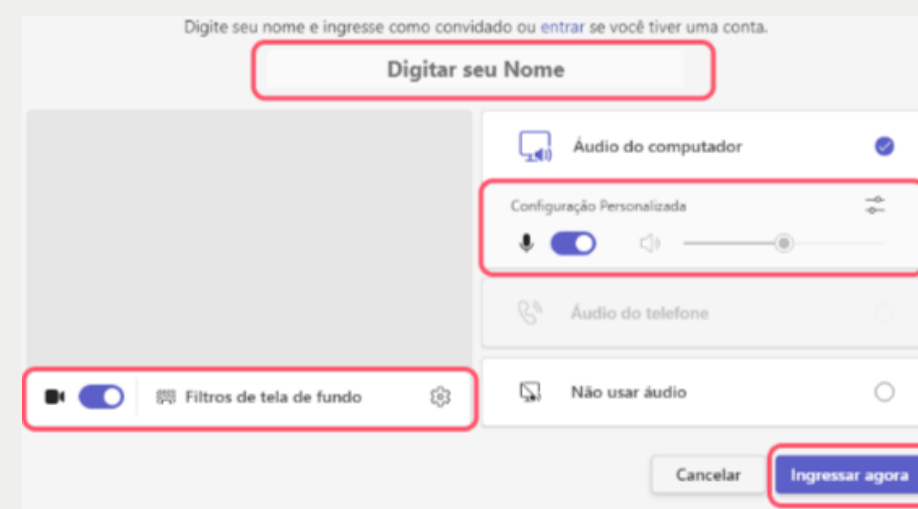 Digite seu nome e ingresse como convidado ou entrar se você tiver uma conta.
Digitar seu Nome
Áudio do computador
Configuração Personalizada
Áudio do telefone
Filtros de tela de fundo
Não usar áudio
Cancelar
Ingressar agora